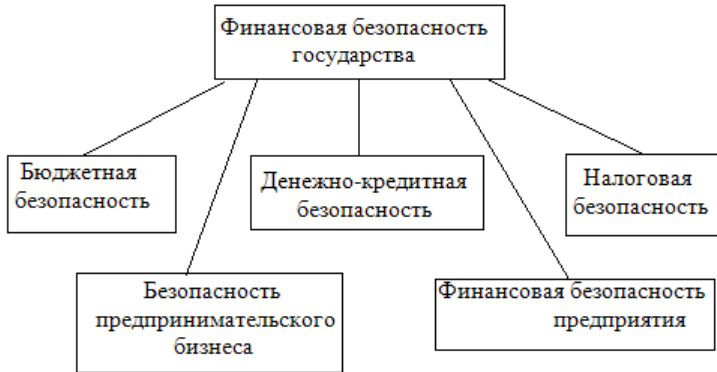 Финансовая безопасность
государства
Бюджетная
безопасность
Денежно-кредитная
безопасность
Налоговая
безопасность
Безопасность
предпринимательского
бизнеса
Финансовая безопасность
предприятия